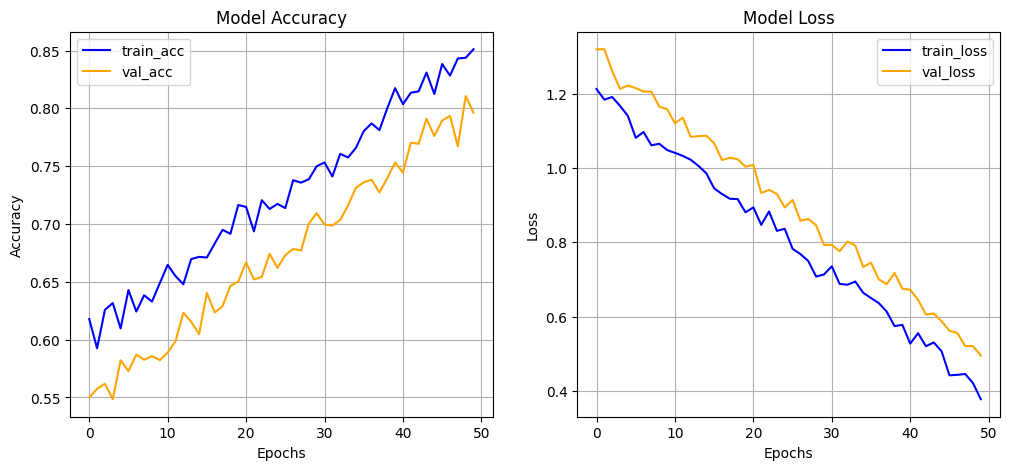 Model Accuracy
train_acc
val_acc
Accuracy
0.85
0.80
0.75
0.70
0.65
0.60
0.55
0
10
20
30
40
50
Epochs
Model Loss
train_loss
val_loss
Loss
1.2
1.0
0.8
0.6
0.4
0
10
20
30
40
50
Epochs